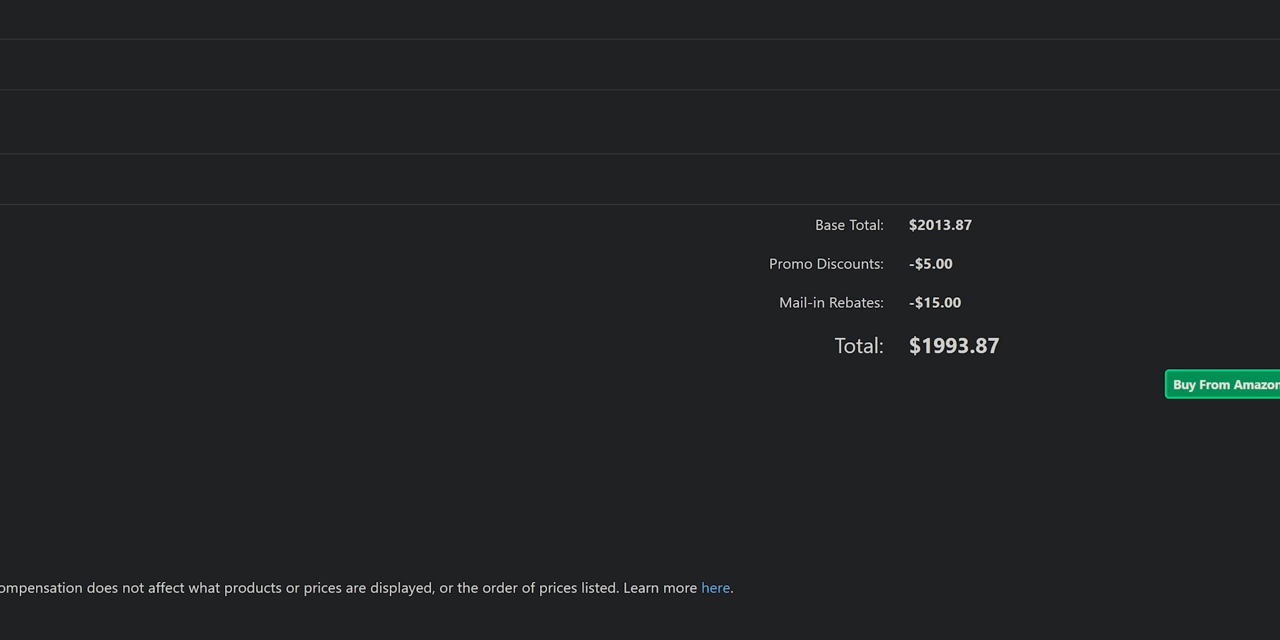 Base Total: $2013.87
Promo Discounts: -$5.00
Mail-in Rebates: -$15.00
Total: $1993.87
Buy From Amazon
ompensation does not affect what products or prices are displayed, or the order of prices listed. Learn more here.